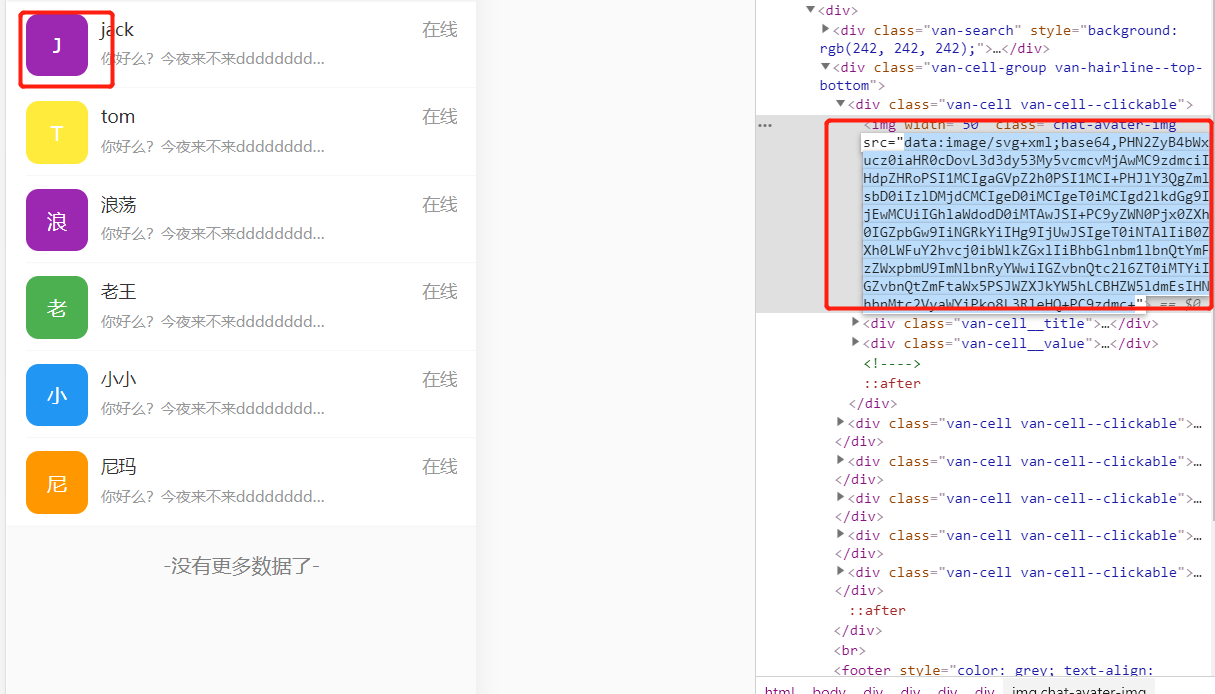 J
jack
在线
你好么？今夜来不来dddddddd...
T
tom
在线
你好么？今夜来不来dddddddd...
浪
浪荡
在线
你好么？今夜来不来dddddddd...
老
老王
在线
你好么？今夜来不来dddddddd...
小
小小
在线
你好么？今夜来不来dddddddd...
尼
尼玛
在线
你好么？今夜来不来dddddddd...
-没有更多数据了-
▼<div>
▶<div class="van-search" style="background:
rgb(242, 242, 242);">…</div>
▼<div class="van-cell-group van-hairline--top-
bottom">
▼<div class="van-cell van-cell--clickable">
<img width="50" class="chat-avater-img"
src="data:image/svg+xml;base64,PHN2ZyB4bWx
ucz0iaHR0cDovL3d3dy53My5vcmcvMjAwMC9zdmciI
HdpZHRoPSI1MCIgaGVpZ2h0PSI1MCI+PHJlY3QgZml
sbD0iIzlDMjdCMCIgeD0iMCIgeT0iMCIgd2lkdGg9I
jEwMCUiIGhlaWdodD0iMTAwJSI+PC9yZWN0Pjx0ZXh
0IGZpbGw9IiNGRkYiIHg9IjUwJSIgeT0iNTAlIiB0Z
Xh0LWFuY2hvcj0ibWlkZGxlIiBhbGlnbm1lbnQtYmF
zZWxpbmU9ImNlbnRyYWwiIGZvbnQtc2l6ZT0iMTYiI
GZvbnQtZmFtaWx5PSJWZXJkYW5hLCBHZW5ldmEsIHN
hbnMtc2VyaWYiPko8L3RleHQ+PC9zdmc+"> == $0
▶<div class="van-cell__title">…</div>
▶<div class="van-cell__value">…</div>
<!---->
::after
</div>
▶<div class="van-cell van-cell--clickable">…
</div>
▶<div class="van-cell van-cell--clickable">…
</div>
▶<div class="van-cell van-cell--clickable">…
</div>
▶<div class="van-cell van-cell--clickable">…
</div>
▶<div class="van-cell van-cell--clickable">…
</div>
::after
</div>
<br>
<footer style="color: grey; text-align:
html body div div div div img.chat-avater-img